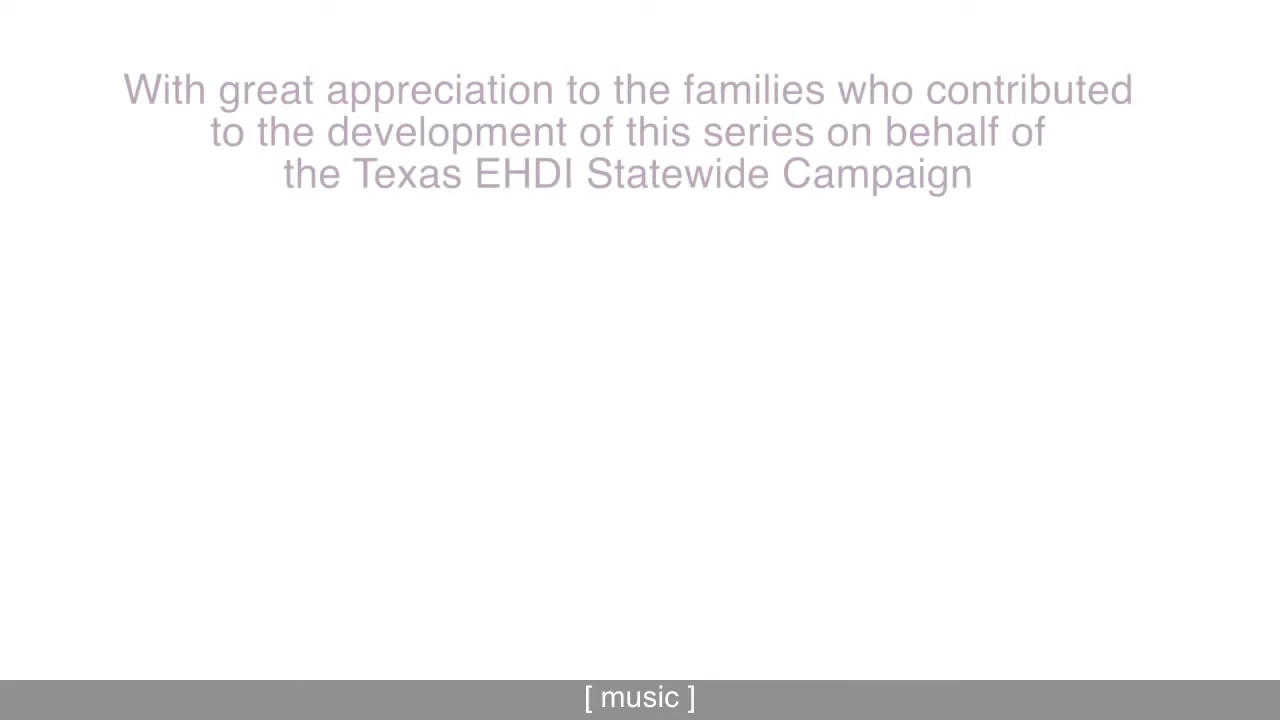 With great appreciation to the families who contributed
to the development of this series on behalf of
the Texas EHDI Statewide Campaign
[ music ]